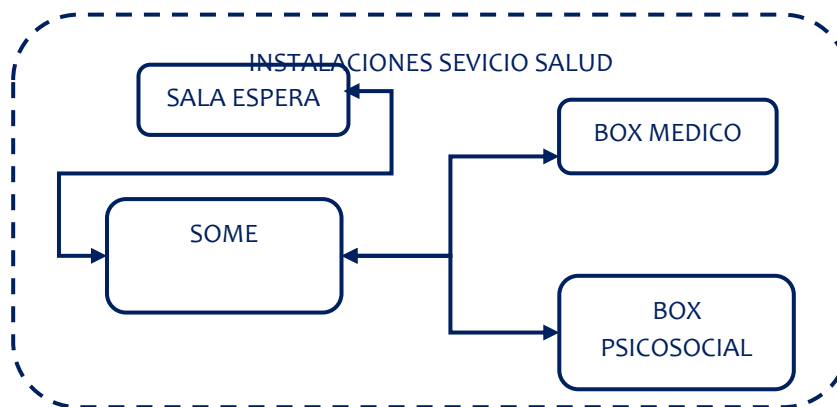 INSTALACIONES SEVICIO SALUD
SALA ESPERA
BOX MEDICO
SOME
BOX
PSICOSOCIAL